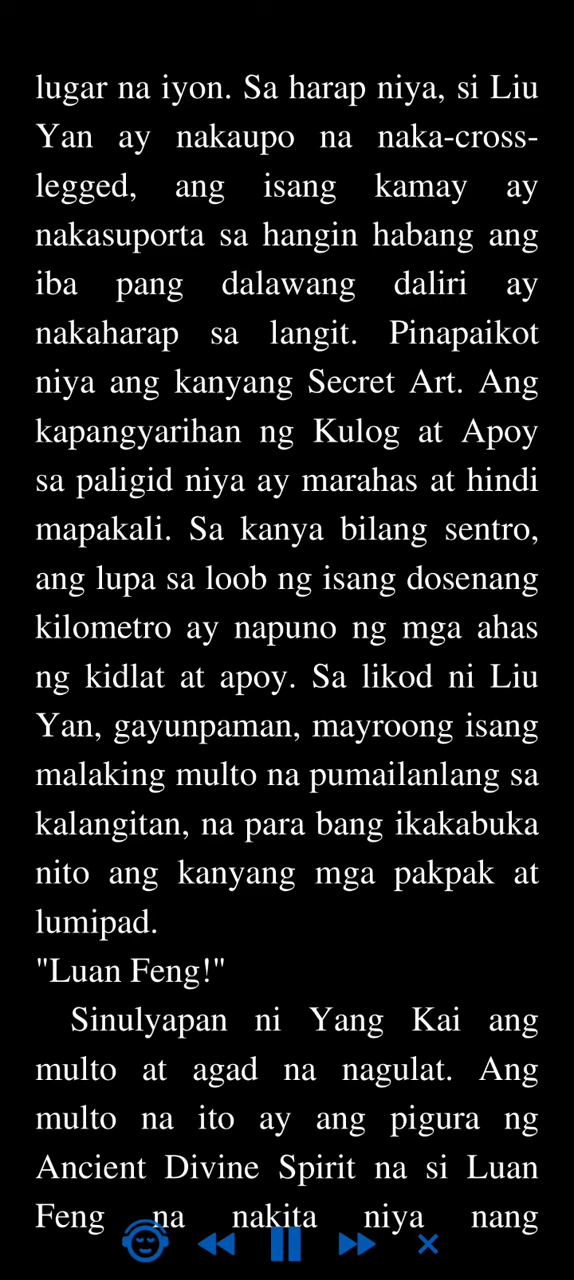 lugar na iyon. Sa harap niya, si Liu
Yan ay nakaupo na naka-cross-
legged, ang isang kamay ay
nakasuporta sa hangin habang ang
iba pang dalawang daliri ay
nakaharap sa langit. Pinapaikot
niya ang kanyang Secret Art. Ang
kapangyarihan ng Kulog at Apoy
sa paligid niya ay marahas at hindi
mapakali. Sa kanya bilang sentro,
ang lupa sa loob ng isang dosenang
kilometro ay napuno ng mga ahas
ng kidlat at apoy. Sa likod ni Liu
Yan, gayunpaman, mayroong isang
malaking multo na pumailanlang sa
kalangitan, na para bang ikakabuka
nito ang kanyang mga pakpak at
lumipad.
"Luan Feng!"
Sinulyapan ni Yang Kai ang
multo at agad na nagulat. Ang
multo na ito ay ang pigura ng
Ancient Divine Spirit na si Luan
Feng na nakita niya nang